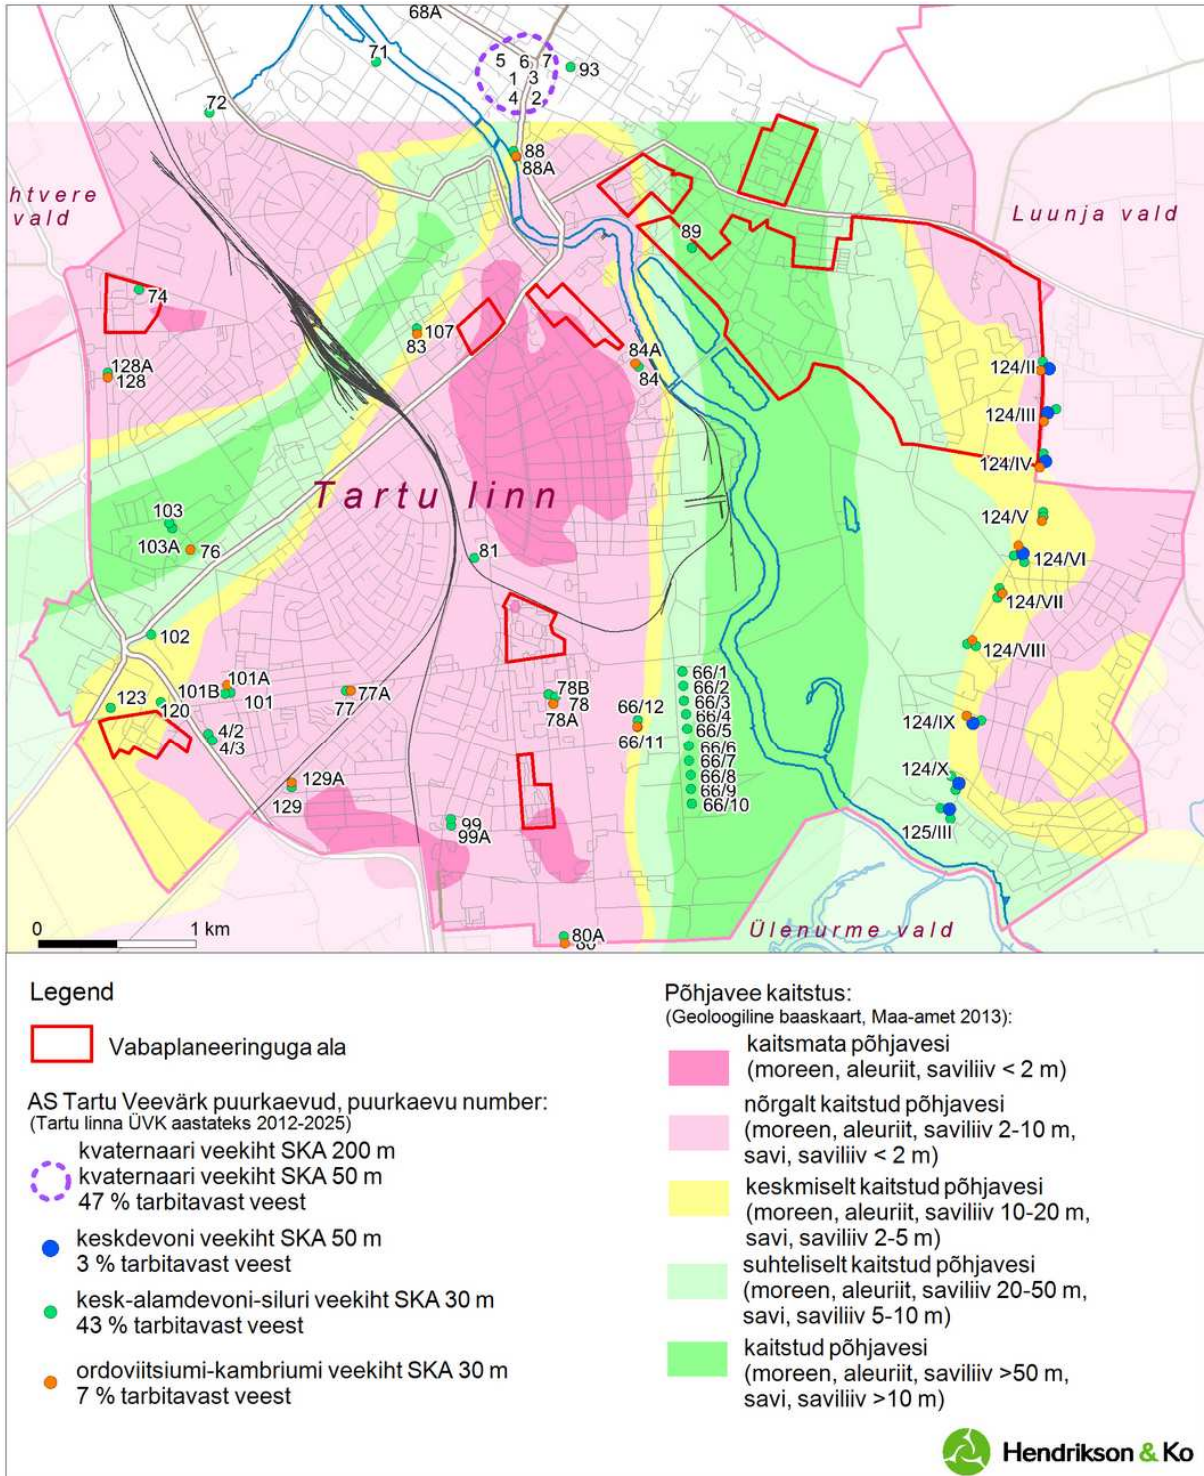 68A
71
5 6 7
1 3
4 2
93
72
88
88A
htvere
vald
Luunja vald
89
74
107
83
84A
84
128A
128
124/II
124/III
124/IV
Tartu linn
103
103A
76
81
124/V
124/VI
124/VII
102
124/VIII
123
120
101B
101A
101
77
77A
78B
78
78A
66/12
66/11
66/1
66/2
66/3
66/4
66/5
66/6
66/7
66/8
66/9
66/10
124/IX
4/2
4/3
124/X
129A
129
125/III
99
99A
80A
80
0 1 km
Ülenurme vald
Legend
Vabaplaneeringuga ala
AS Tartu Veevärk puurkaevud, puurkaevu number:
(Tartu linna ÜVK aastateks 2012-2025)
kvaternaari veekiht SKA 200 m
kvaternaari veekiht SKA 50 m
47 % tarbitavast veest
keskdevoni veekiht SKA 50 m
3 % tarbitavast veest
kesk-alamdevoni-siluri veekiht SKA 30 m
43 % tarbitavast veest
ordoviitsiumi-kambriumi veekiht SKA 30 m
7 % tarbitavast veest
Põhjavee kaitstus:
(Geoloogiline baaskaart, Maa-amet 2013):
kaitsmata põhjavesi
(moreen, aleuriit, saviliiv < 2 m)
nõrgalt kaitstud põhjavesi
(moreen, aleuriit, saviliiv 2-10 m,
savi, saviliiv < 2 m)
keskmiselt kaitstud põhjavesi
(moreen, aleuriit, saviliiv 10-20 m,
savi, saviliiv 2-5 m)
suhteliselt kaitstud põhjavesi
(moreen, aleuriit, saviliiv 20-50 m,
savi, saviliiv 5-10 m)
kaitstud põhjavesi
(moreen, aleuriit, saviliiv >50 m,
savi, saviliiv >10 m)
Hendrikson & Ko